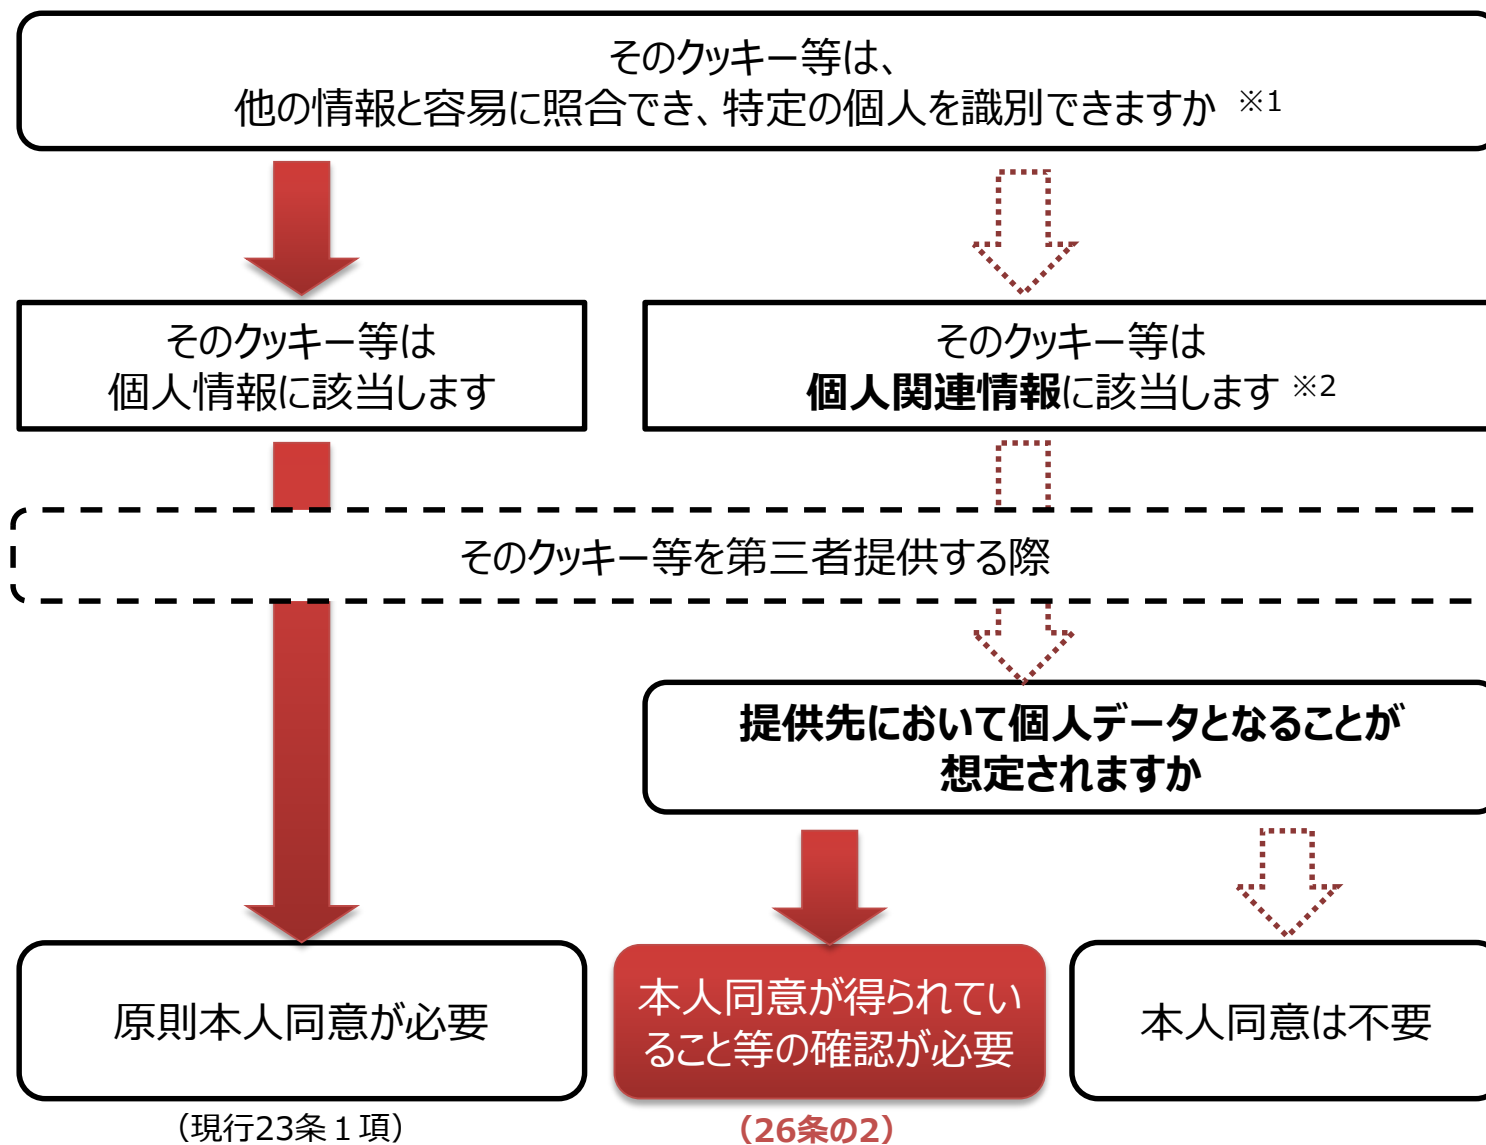 そのクッキー等は、
他の情報と容易に照合でき、特定の個人を識別できますか ※1
そのクッキー等は
個人情報に該当します
そのクッキー等は
個人関連情報に該当します ※2
そのクッキー等を第三者提供する際
提供先において個人データとなることが
想定されますか
原則本人同意が必要
本人同意が得られてい
ること等の確認が必要
本人同意は不要
（現行23条１項）
（26条の2）